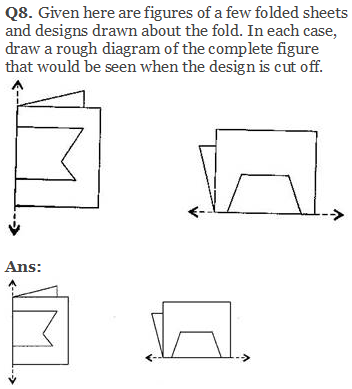 Q8. Given here are figures of a few folded sheets
and designs drawn about the fold. In each case,
draw a rough diagram of the complete figure
that would be seen when the design is cut off.
Ans: